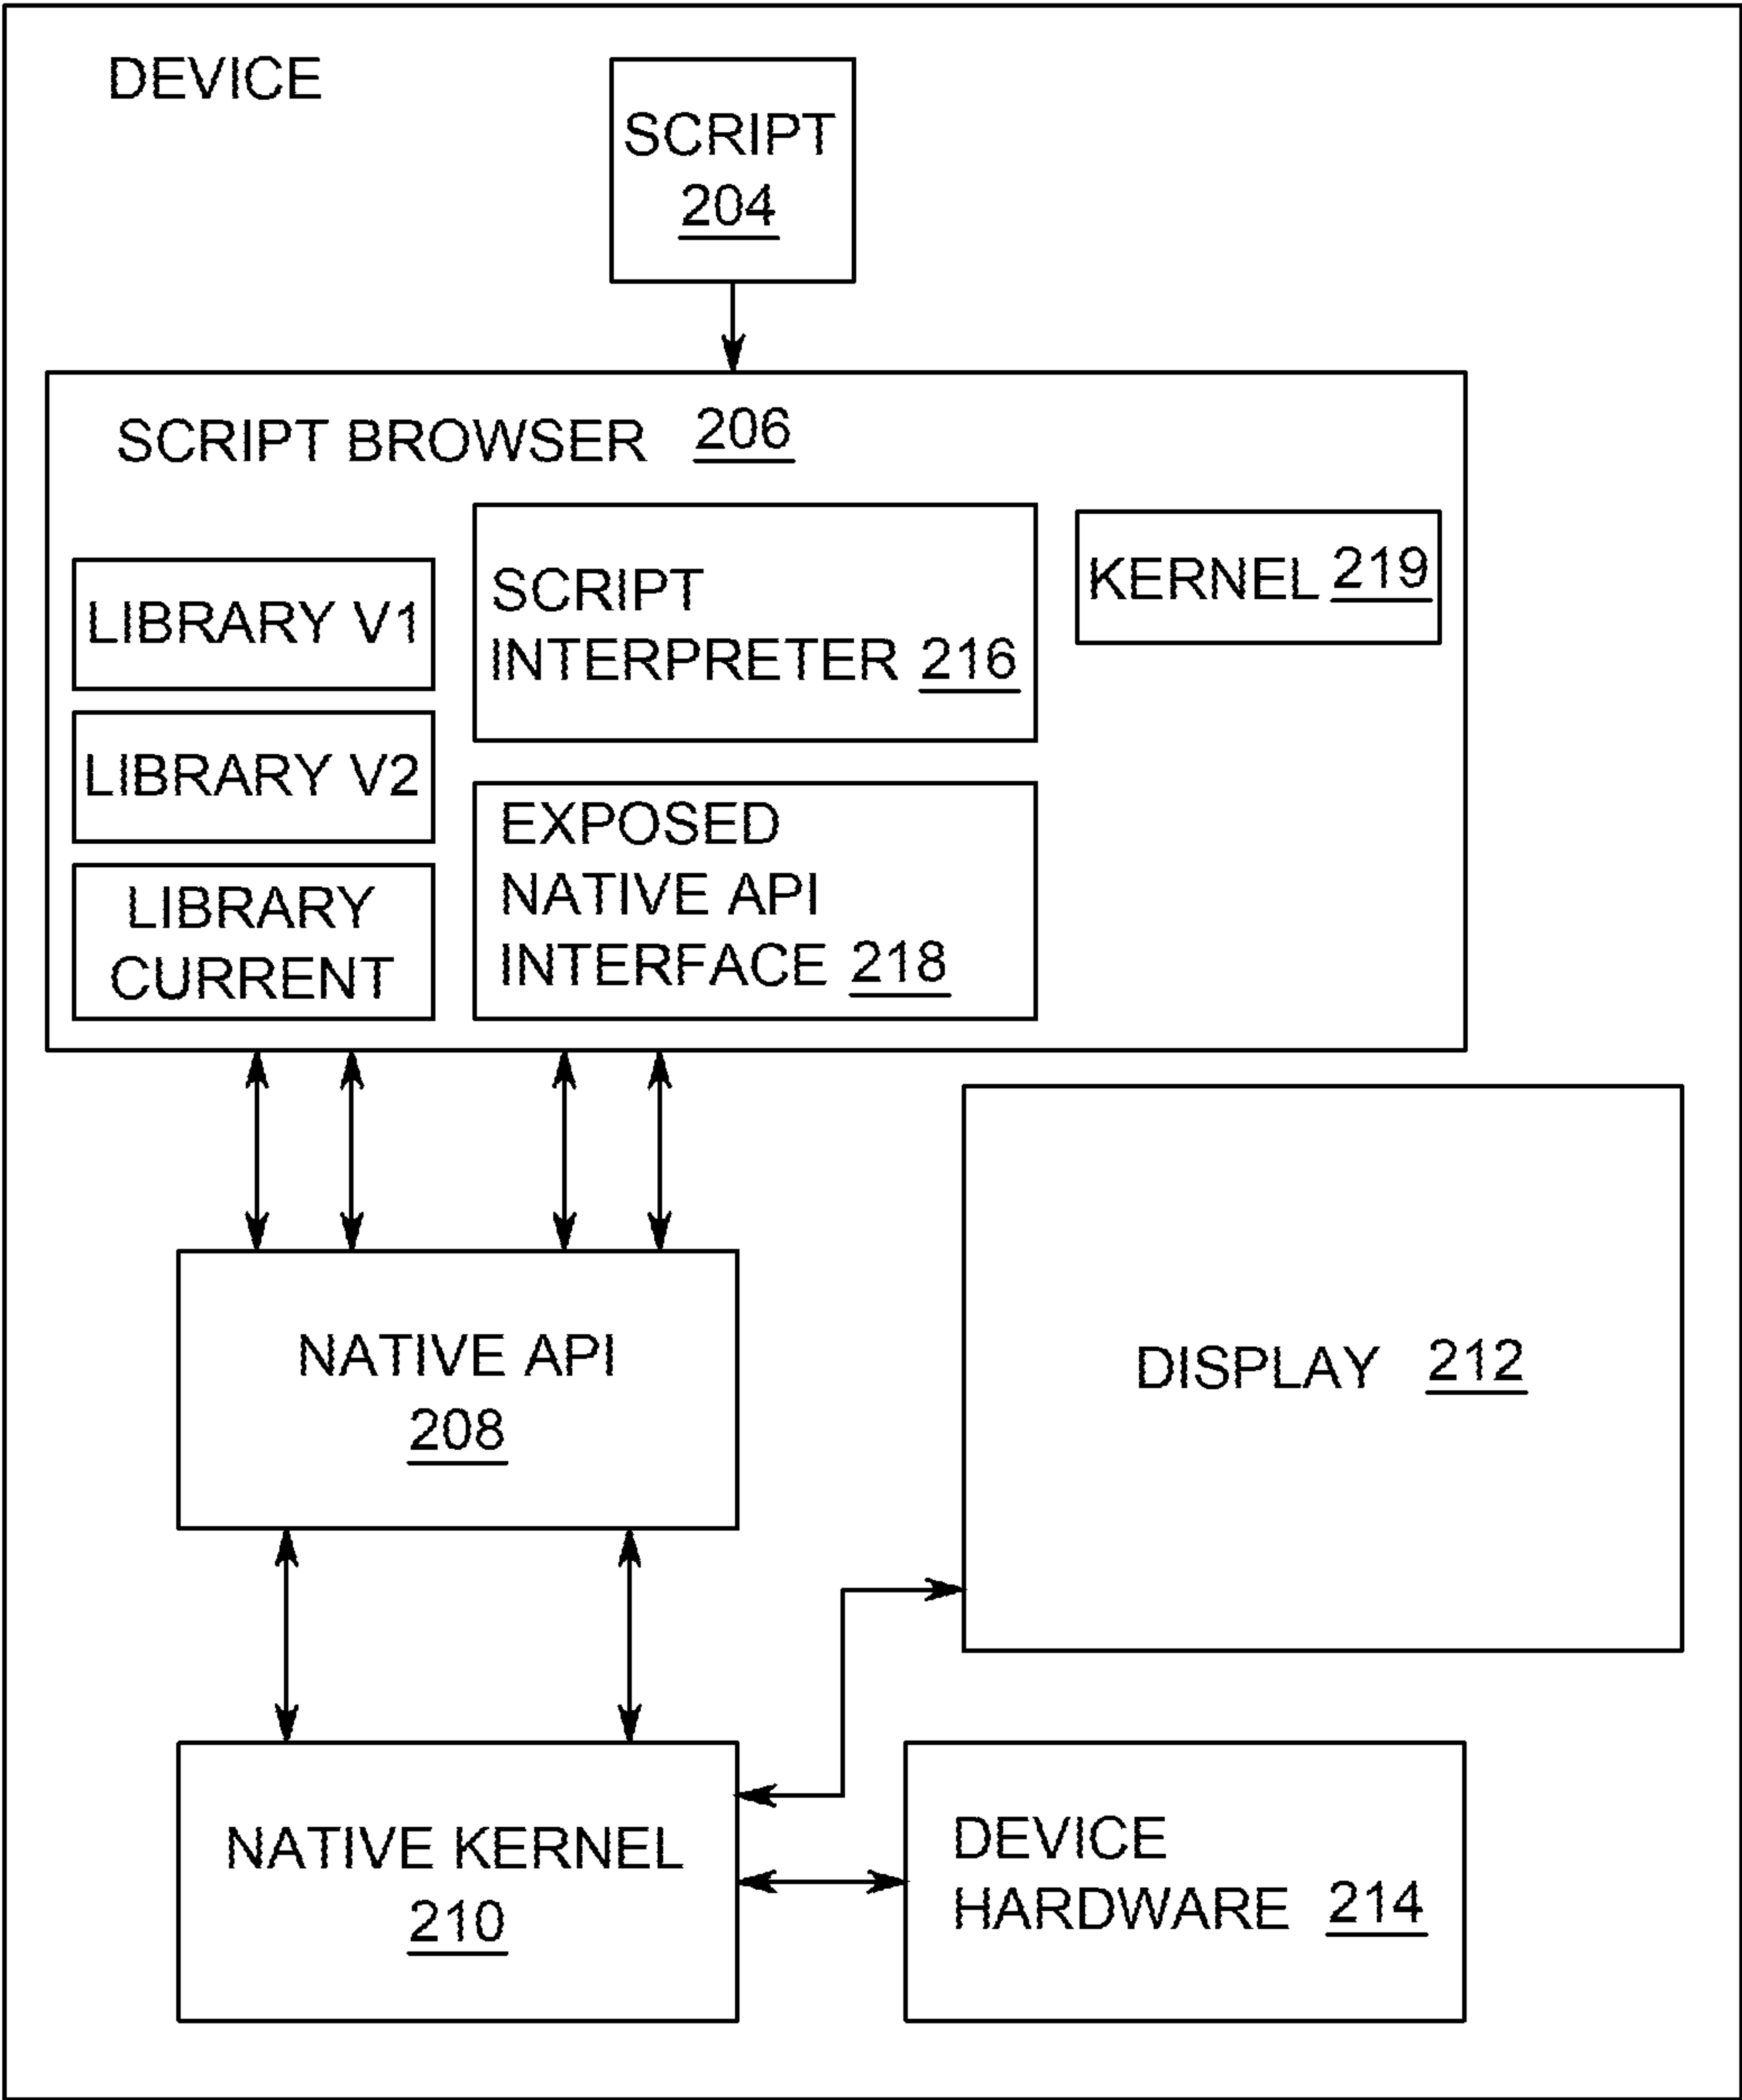 DEVICE
SCRIPT
204
SCRIPT BROWSER 206
LIBRARY V1
LIBRARY V2
LIBRARY
CURRENT
SCRIPT
INTERPRETER 216
EXPOSED
NATIVE API
INTERFACE 218
KERNEL 219
NATIVE API
208
DISPLAY 212
NATIVE KERNEL
210
DEVICE
HARDWARE 214